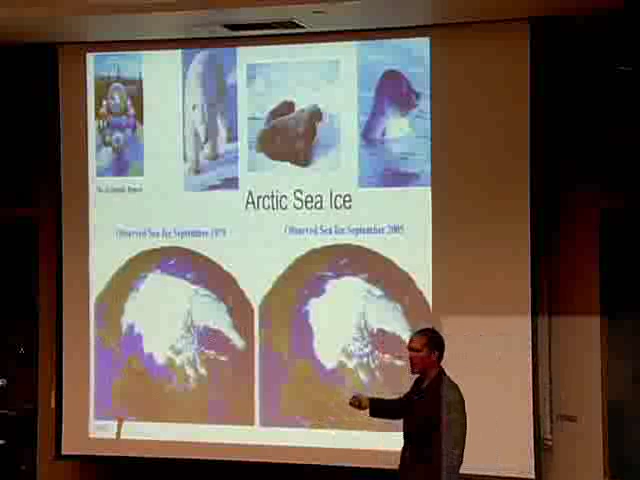 Arctic Sea Ice
Observed Sea Ice September 1979
Observed Sea Ice September 2005